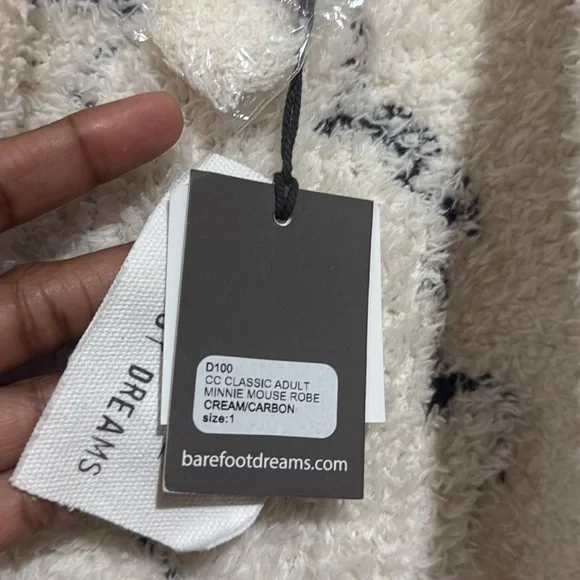 D100
CC CLASSIC ADULT
MINNIE MOUSE ROBE
CREAM/CARBON
size:1
barefootdreams.com
DREAMS